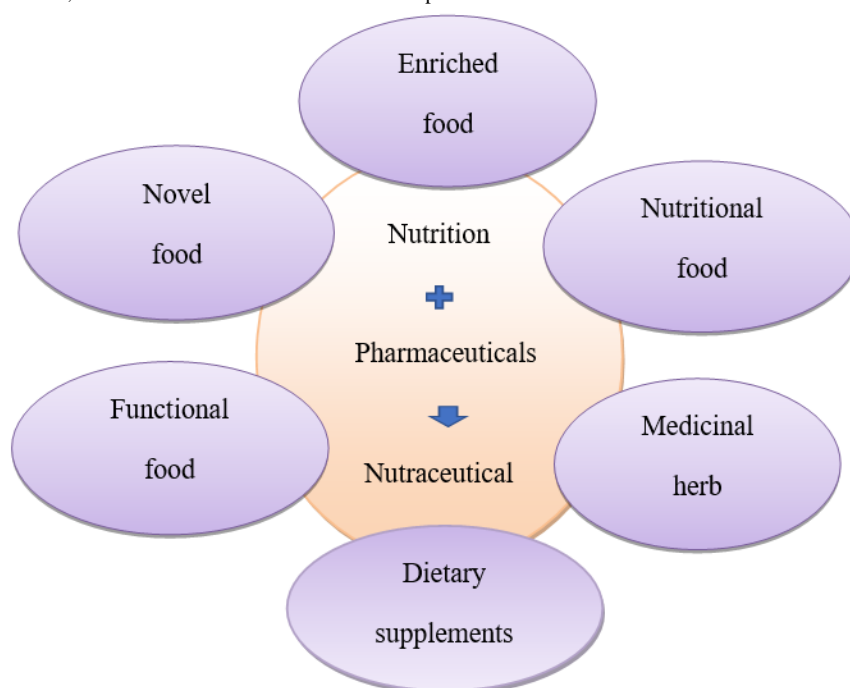 Enriched
food
Novel
food
Nutritional
food
Nutrition
Pharmaceuticals
Nutraceutical
Functional
food
Medicinal
herb
Dietary
supplements